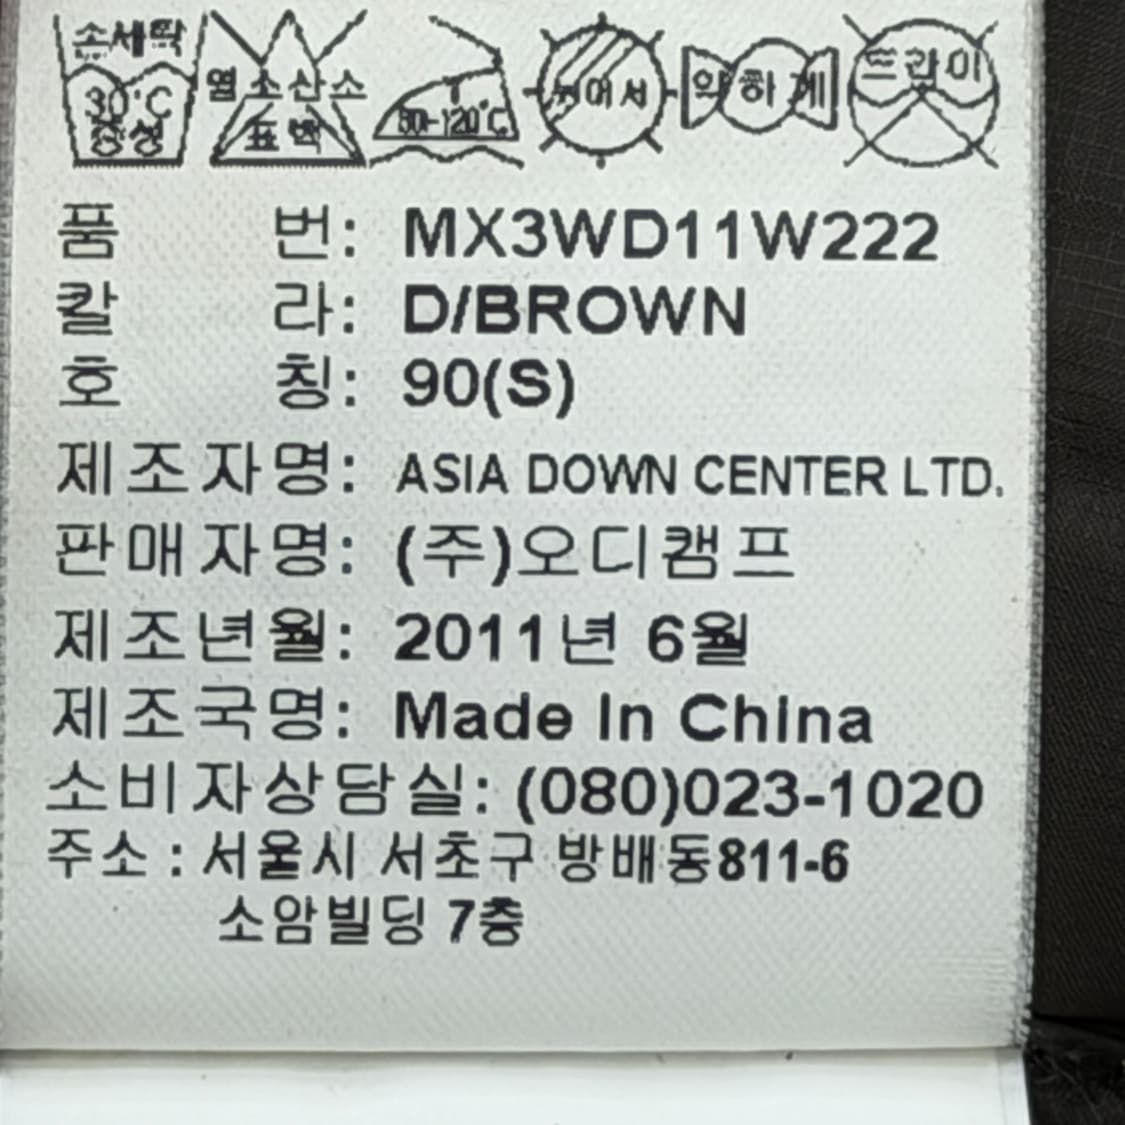 손세탁 30°C 중성
염소 산소 표백
80~120°C
뉘어서
약하게
드라이
품 번: MX3WD11W222
칼 라: D/BROWN
호 칭: 90(S)
제조자명: ASIA DOWN CENTER LTD.
판매자명: (주)오디캠프
제조년월: 2011년 6월
제조국명: Made In China
소비자상담실: (080)023-1020
주소 : 서울시 서초구 방배동811-6
소암빌딩 7층